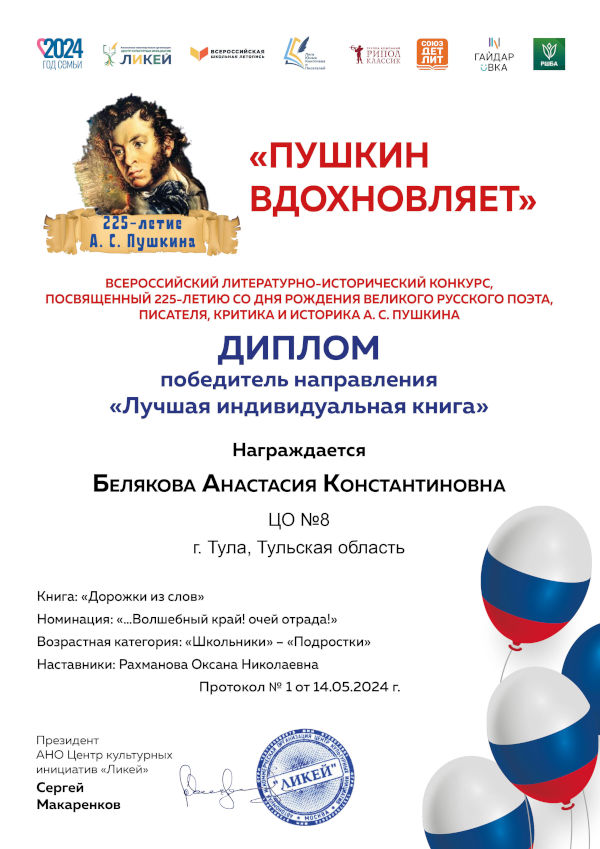 2024
ГОД СЕМЬИ
ЛИКЕЙ
ВСЕРОССИЙСКАЯ
ШКОЛЬНАЯ ЛЕТОПИСЬ
ГРУППА КОМПАНИЙ
РИПОЛ
КЛАССИК
СОЮЗ
ДЕТ
ЛИТ
ГАЙДАР
ОВКА
РШБА
«ПУШКИН
ВДОХНОВЛЯЕТ»
225-летие
А. С. Пушкина
ВСЕРОССИЙСКИЙ ЛИТЕРАТУРНО-ИСТОРИЧЕСКИЙ КОНКУРС,
ПОСВЯЩЕННЫЙ 225-ЛЕТИЮ СО ДНЯ РОЖДЕНИЯ ВЕЛИКОГО РУССКОГО ПОЭТА,
ПИСАТЕЛЯ, КРИТИКА И ИСТОРИКА А. С. ПУШКИНА
ДИПЛОМ
победитель направления
«Лучшая индивидуальная книга»
Награждается
Белякова Анастасия Константиновна
ЦО №8
г. Тула, Тульская область
Книга: «Дорожки из слов»
Номинация: «...Волшебный край! очей отрада!»
Возрастная категория: «Школьники» – «Подростки»
Наставники: Рахманова Оксана Николаевна
Протокол № 1 от 14.05.2024 г.
Президент
АНО Центр культурных
инициатив «Ликей»
Сергей
Макаренков
"ЛИКЕЙ"
МОСКВА